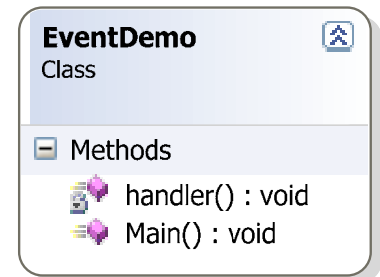 EventDemo
Class
Methods
handler() : void
Main() : void